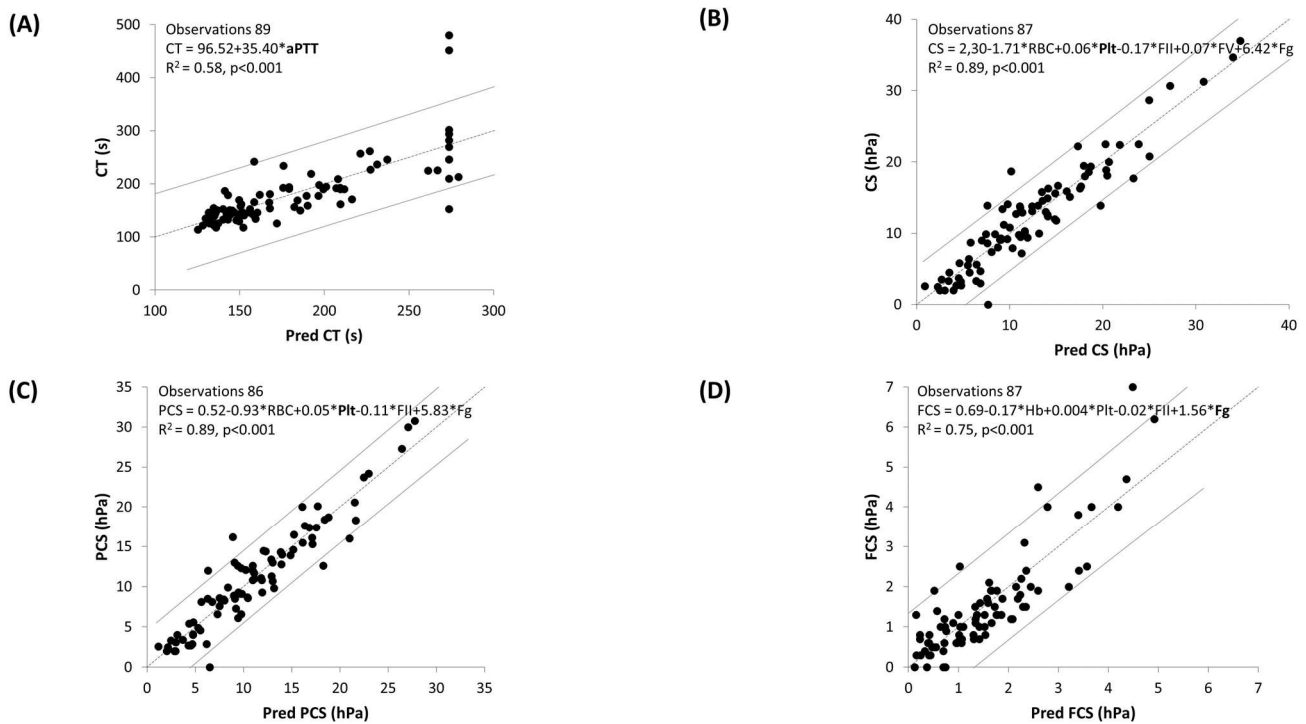 (A)
Observations 89
CT = 96.52+35.40*aPTT
R² = 0.58, p<0.001
500
400
300
200
100
0
CT (s)
100 150 200 250 300
Pred CT (s)
(B)
Observations 87
CS = 2,30-1.71*RBC+0.06*Plt-0.17*FII+0.07*FV+6.42*Fg
R² = 0.89, p<0.001
40
30
20
10
0
CS (hPa)
0 10 20 30 40
Pred CS (hPa)
(C)
Observations 86
PCS = 0.52-0.93*RBC+0.05*Plt-0.11*FII+5.83*Fg
R² = 0.89, p<0.001
35
30
25
20
15
10
5
0
PCS (hPa)
0 5 10 15 20 25 30 35
Pred PCS (hPa)
(D)
Observations 87
FCS = 0.69-0.17*Hb+0.004*Plt-0.02*FII+1.56*Fg
R² = 0.75, p<0.001
7
6
5
4
3
2
1
0
FCS (hPa)
0 1 2 3 4 5 6 7
Pred FCS (hPa)